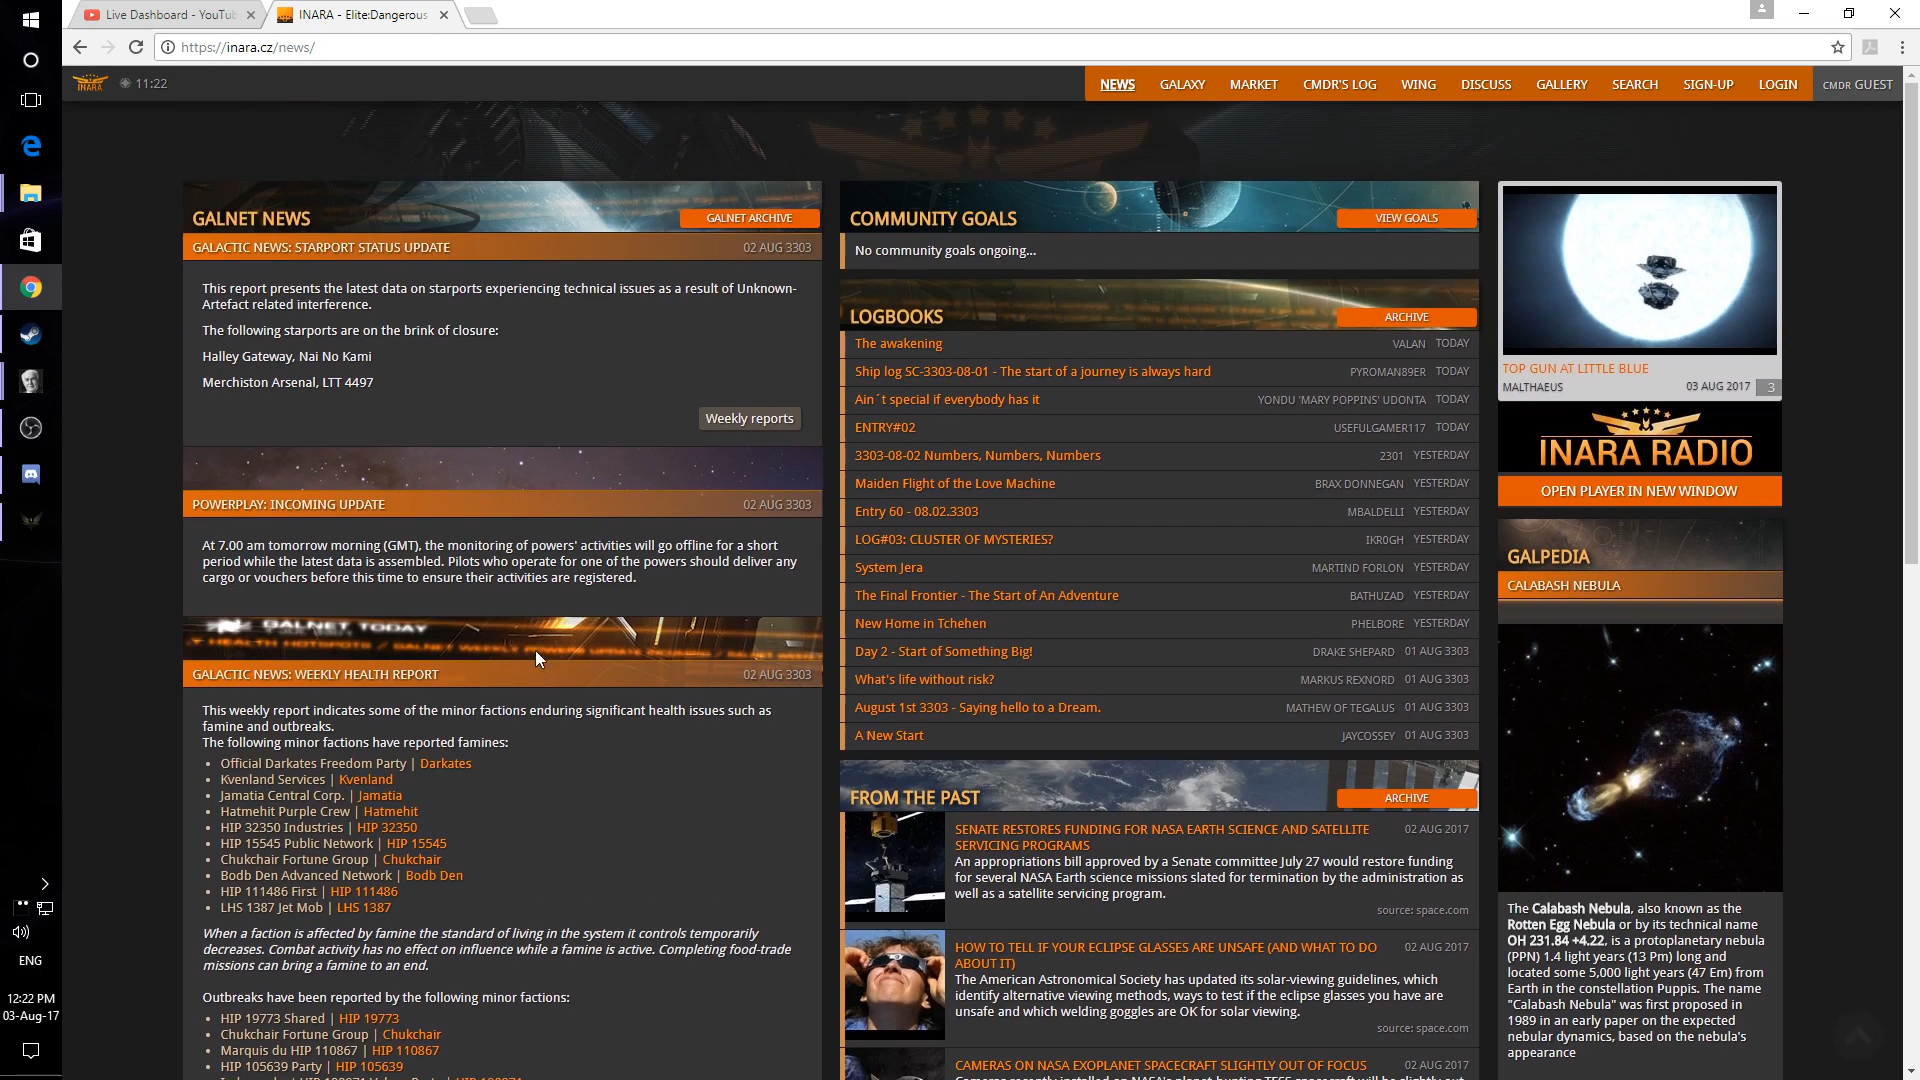 Live Dashboard - YouTub
INARA - Elite:Dangerous
https://inara.cz/news/
INARA
11:22
NEWS
GALAXY
MARKET
CMDR'S LOG
WING
DISCUSS
GALLERY
SEARCH
SIGN-UP
LOGIN
CMDR GUEST
GALNET NEWS
GALNET ARCHIVE
GALACTIC NEWS: STARPORT STATUS UPDATE 02 AUG 3303
This report presents the latest data on starports experiencing technical issues as a result of Unknown-
Artefact related interference.
The following starports are on the brink of closure:
Halley Gateway, Nai No Kami
Merchiston Arsenal, LTT 4497
Weekly reports
POWERPLAY: INCOMING UPDATE 02 AUG 3303
At 7.00 am tomorrow morning (GMT), the monitoring of powers' activities will go offline for a short
period while the latest data is assembled. Pilots who operate for one of the powers should deliver any
cargo or vouchers before this time to ensure their activities are registered.
GALNET TODAY
GALACTIC NEWS: WEEKLY HEALTH REPORT 02 AUG 3303
This weekly report indicates some of the minor factions enduring significant health issues such as
famine and outbreaks.
The following minor factions have reported famines:
• Official Darkates Freedom Party | Darkates
• Kvenland Services | Kvenland
• Jamatia Central Corp. | Jamatia
• Hatmehit Purple Crew | Hatmehit
• HIP 32350 Industries | HIP 32350
• HIP 15545 Public Network | HIP 15545
• Chukchair Fortune Group | Chukchair
• Bodb Den Advanced Network | Bodb Den
• HIP 111486 First | HIP 111486
• LHS 1387 Jet Mob | LHS 1387
When a faction is affected by famine the standard of living in the system it controls temporarily
decreases. Combat activity has no effect on influence while a famine is active. Completing food-trade
missions can bring a famine to an end.
Outbreaks have been reported by the following minor factions:
• HIP 19773 Shared | HIP 19773
• Chukchair Fortune Group | Chukchair
• Marquis du HIP 110867 | HIP 110867
• HIP 105639 Party | HIP 105639
COMMUNITY GOALS
VIEW GOALS
No community goals ongoing...
LOGBOOKS
ARCHIVE
The awakening VALAN TODAY
Ship log SC-3303-08-01 - The start of a journey is always hard PYROMAN89ER TODAY
Ain´t special if everybody has it YONDU 'MARY POPPINS' UDONTA TODAY
ENTRY#02 USEFULGAMER117 TODAY
3303-08-02 Numbers, Numbers, Numbers 2301 YESTERDAY
Maiden Flight of the Love Machine BRAX DONNEGAN YESTERDAY
Entry 60 - 08.02.3303 MBALDELLI YESTERDAY
LOG#03: CLUSTER OF MYSTERIES? IKR0GH YESTERDAY
System Jera MARTIND FORLON YESTERDAY
The Final Frontier - The Start of An Adventure BATHUZAD YESTERDAY
New Home in Tchehen PHELBORE YESTERDAY
Day 2 - Start of Something Big! DRAKE SHEPARD 01 AUG 3303
What's life without risk? MARKUS REXNORD 01 AUG 3303
August 1st 3303 - Saying hello to a Dream. MATHEW OF TEGALUS 01 AUG 3303
A New Start JAYCOSSEY 01 AUG 3303
FROM THE PAST
ARCHIVE
SENATE RESTORES FUNDING FOR NASA EARTH SCIENCE AND SATELLITE 02 AUG 2017
SERVICING PROGRAMS
An appropriations bill approved by a Senate committee July 27 would restore funding
for several NASA Earth science missions slated for termination by the administration as
well as a satellite servicing program.
source: space.com
HOW TO TELL IF YOUR ECLIPSE GLASSES ARE UNSAFE (AND WHAT TO DO 02 AUG 2017
ABOUT IT)
The American Astronomical Society has updated its solar-viewing guidelines, which
identify alternative viewing methods, ways to test if the eclipse glasses you have are
unsafe and which welding goggles are OK for solar viewing.
source: space.com
CAMERAS ON NASA EXOPLANET SPACECRAFT SLIGHTLY OUT OF FOCUS 02 AUG 2017
TOP GUN AT LITTLE BLUE
MALTHAEUS 03 AUG 2017 3
INARA RADIO
OPEN PLAYER IN NEW WINDOW
GALPEDIA
CALABASH NEBULA
The Calabash Nebula, also known as the
Rotten Egg Nebula or by its technical name
OH 231.84 +4.22, is a protoplanetary nebula
(PPN) 1.4 light years (13 Pm) long and
located some 5,000 light years (47 Em) from
Earth in the constellation Puppis. The name
"Calabash Nebula" was first proposed in
1989 in an early paper on the expected
nebular dynamics, based on the nebula's
appearance
ENG
12:22 PM
03-Aug-17